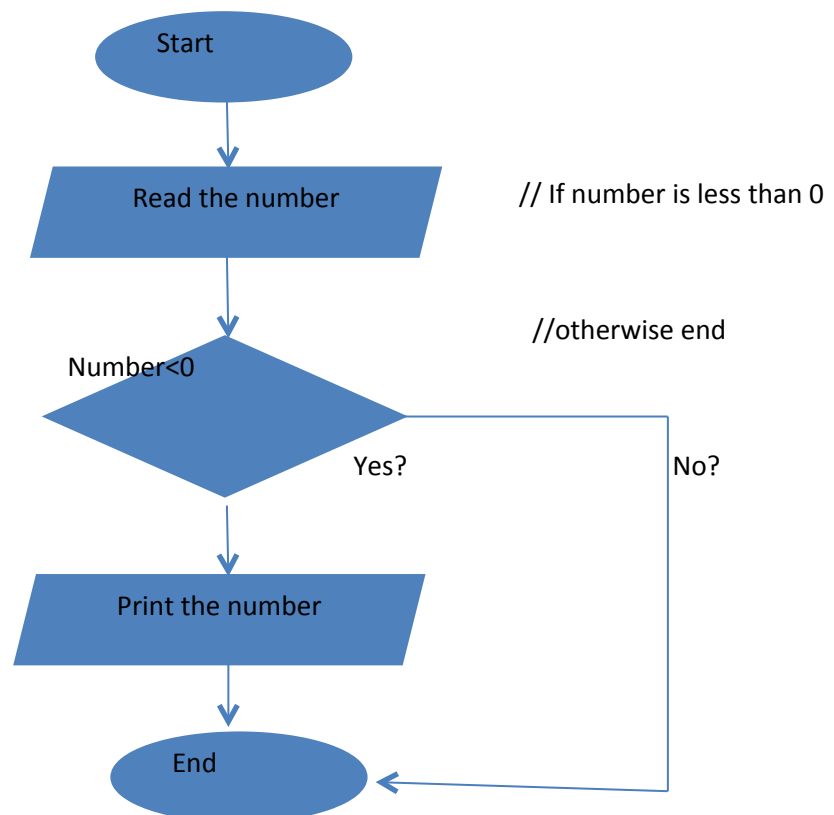 Start
Read the number
// If number is less than 0
//otherwise end
Number<0
Yes?
No?
Print the number
End